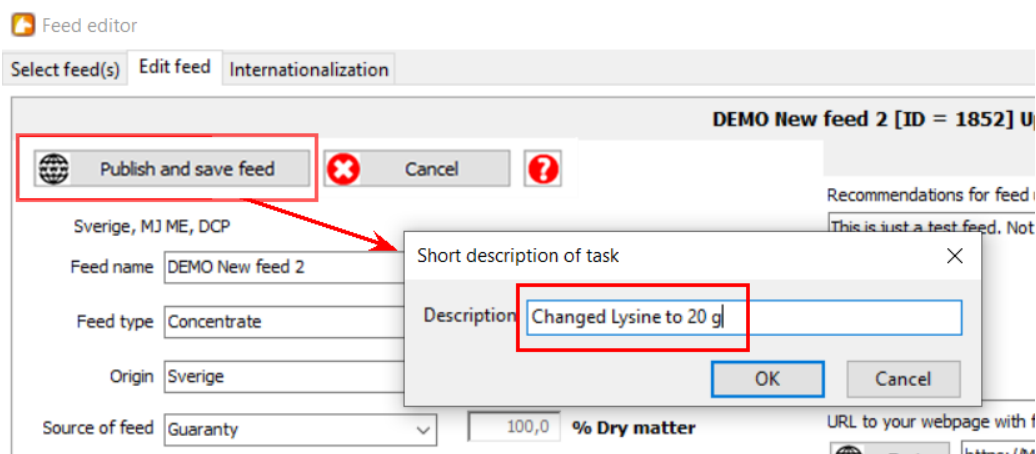 Feed editor
Select feed(s) Edit feed Internationalization
DEMO New feed 2 [ID = 1852]
Publish and save feed Cancel
Recommendations for feed
Sverige, MJ ME, DCP
This is just a test feed. Not
Short description of task
Feed name DEMO New feed 2
Description Changed Lysine to 20 g
Feed type Concentrate
OK Cancel
Origin Sverige
Source of feed Guaranty 100,0 % Dry matter
URL to your webpage with